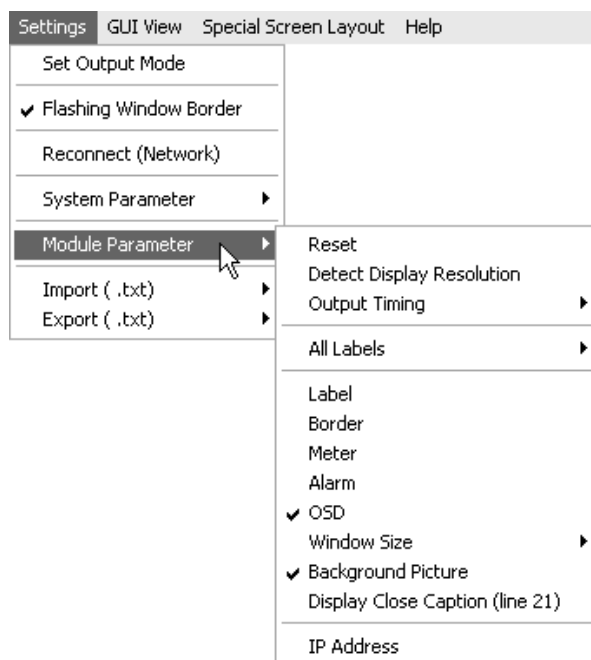 Settings GUI View Special Screen Layout Help
Set Output Mode
Flashing Window Border
Reconnect (Network)
System Parameter
Module Parameter
Import ( .txt)
Export ( .txt)
Reset
Detect Display Resolution
Output Timing
All Labels
Label
Border
Meter
Alarm
OSD
Window Size
Background Picture
Display Close Caption (line 21)
IP Address